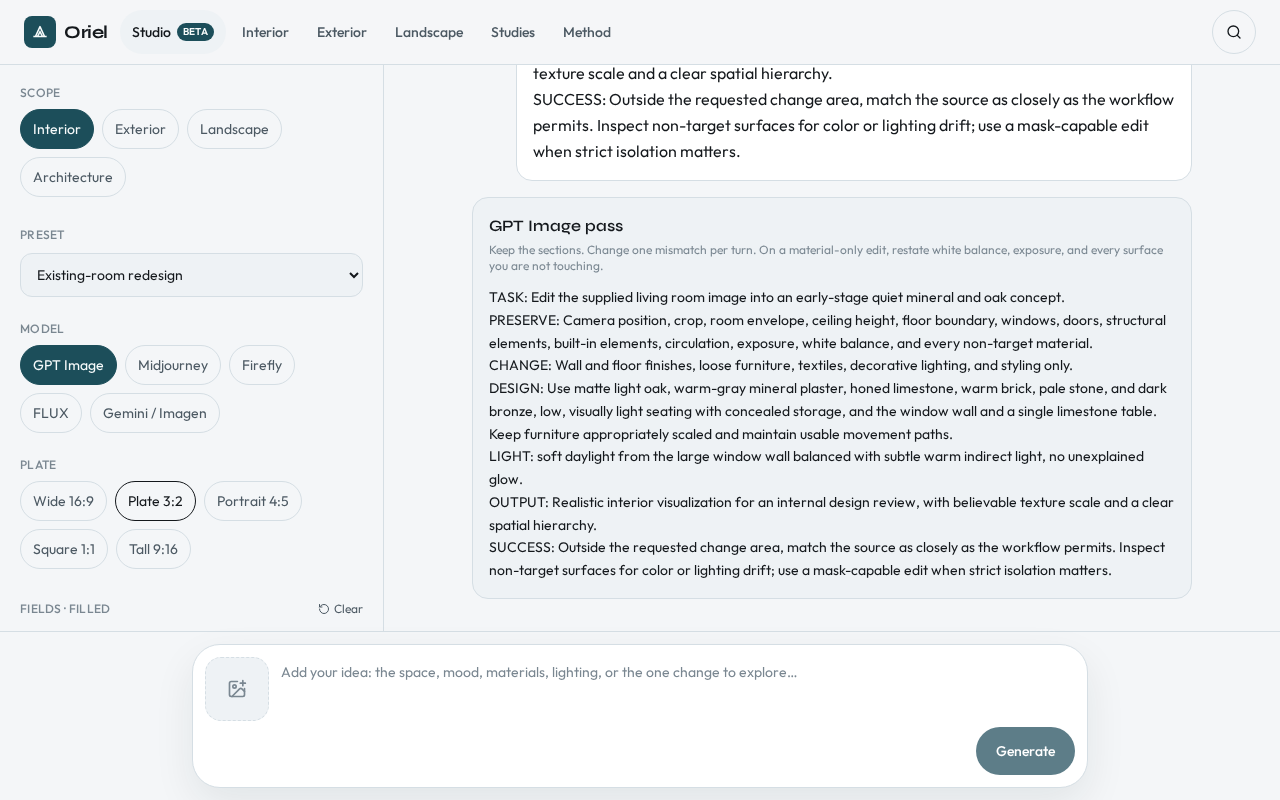 Oriel
Studio BETA
Interior
Exterior
Landscape
Studies
Method
SCOPE
Interior
Exterior
Landscape
Architecture
PRESET
Existing-room redesign
MODEL
GPT Image
Midjourney
Firefly
FLUX
Gemini / Imagen
PLATE
Wide 16:9
Plate 3:2
Portrait 4:5
Square 1:1
Tall 9:16
FIELDS · FILLED
Clear
texture scale and a clear spatial hierarchy.
SUCCESS: Outside the requested change area, match the source as closely as the workflow
permits. Inspect non-target surfaces for color or lighting drift; use a mask-capable edit
when strict isolation matters.
GPT Image pass
Keep the sections. Change one mismatch per turn. On a material-only edit, restate white balance, exposure, and every surface
you are not touching.
TASK: Edit the supplied living room image into an early-stage quiet mineral and oak concept.
PRESERVE: Camera position, crop, room envelope, ceiling height, floor boundary, windows, doors, structural
elements, built-in elements, circulation, exposure, white balance, and every non-target material.
CHANGE: Wall and floor finishes, loose furniture, textiles, decorative lighting, and styling only.
DESIGN: Use matte light oak, warm-gray mineral plaster, honed limestone, warm brick, pale stone, and dark
bronze, low, visually light seating with concealed storage, and the window wall and a single limestone table.
Keep furniture appropriately scaled and maintain usable movement paths.
LIGHT: soft daylight from the large window wall balanced with subtle warm indirect light, no unexplained
glow.
OUTPUT: Realistic interior visualization for an internal design review, with believable texture scale and a clear
spatial hierarchy.
SUCCESS: Outside the requested change area, match the source as closely as the workflow permits. Inspect
non-target surfaces for color or lighting drift; use a mask-capable edit when strict isolation matters.
Add your idea: the space, mood, materials, lighting, or the one change to explore...
Generate